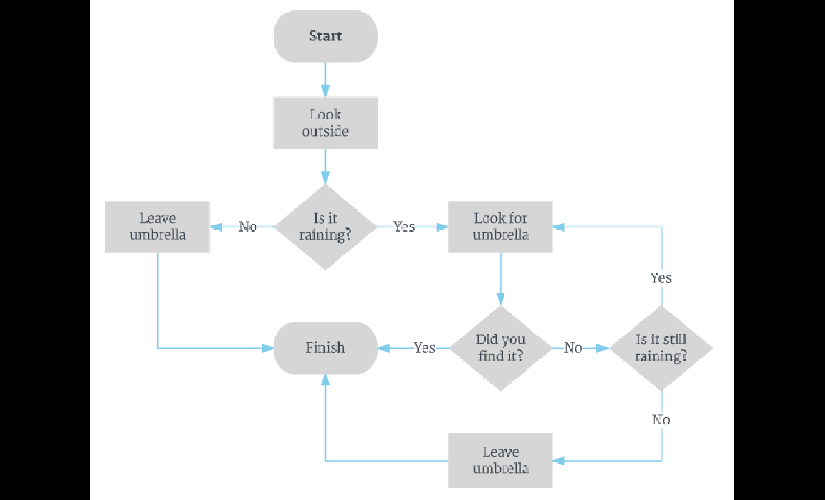 Start
Look
outside
Leave
umbrella
No
Is it
raining?
Yes
Look for
umbrella
Yes
Finish
Yes
Did you
find it?
No
Is it still
raining?
No
Leave
umbrella